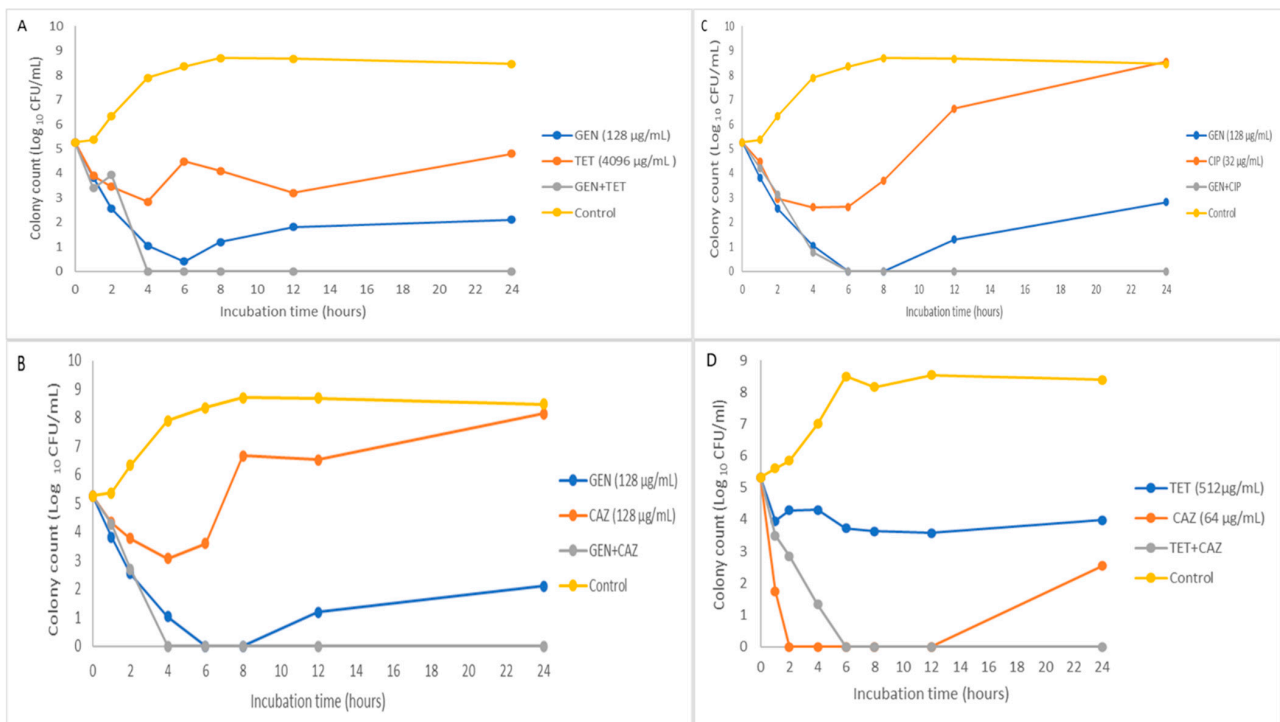 A
Colony count (Log 10 CFU/mL)
10
9
8
7
6
5
4
3
2
1
0
0 2 4 6 8 10 12 14 16 18 20 22 24
Incubation time (hours)
GEN (128 µg/mL)
TET (4096 µg/mL )
GEN+TET
Control
C
Colony count (Log 10 CFU/mL)
10
9
8
7
6
5
4
3
2
1
0
0 2 4 6 8 10 12 14 16 18 20 22 24
Incubation time (hours)
GEN (128 µg/mL)
CIP (32 µg/mL)
GEN+CIP
Control
B
Colony count (Log 10 CFU/mL)
10
9
8
7
6
5
4
3
2
1
0
0 2 4 6 8 10 12 14 16 18 20 22 24
Incubation time (hours)
GEN (128 µg/mL)
CAZ (128 µg/mL)
GEN+CAZ
Control
D
Colony count (Log 10 CFU/ml)
9
8
7
6
5
4
3
2
1
0
0 2 4 6 8 10 12 14 16 18 20 22 24
Incubation time (hours)
TET (512µg/mL)
CAZ (64 µg/mL)
TET+CAZ
Control